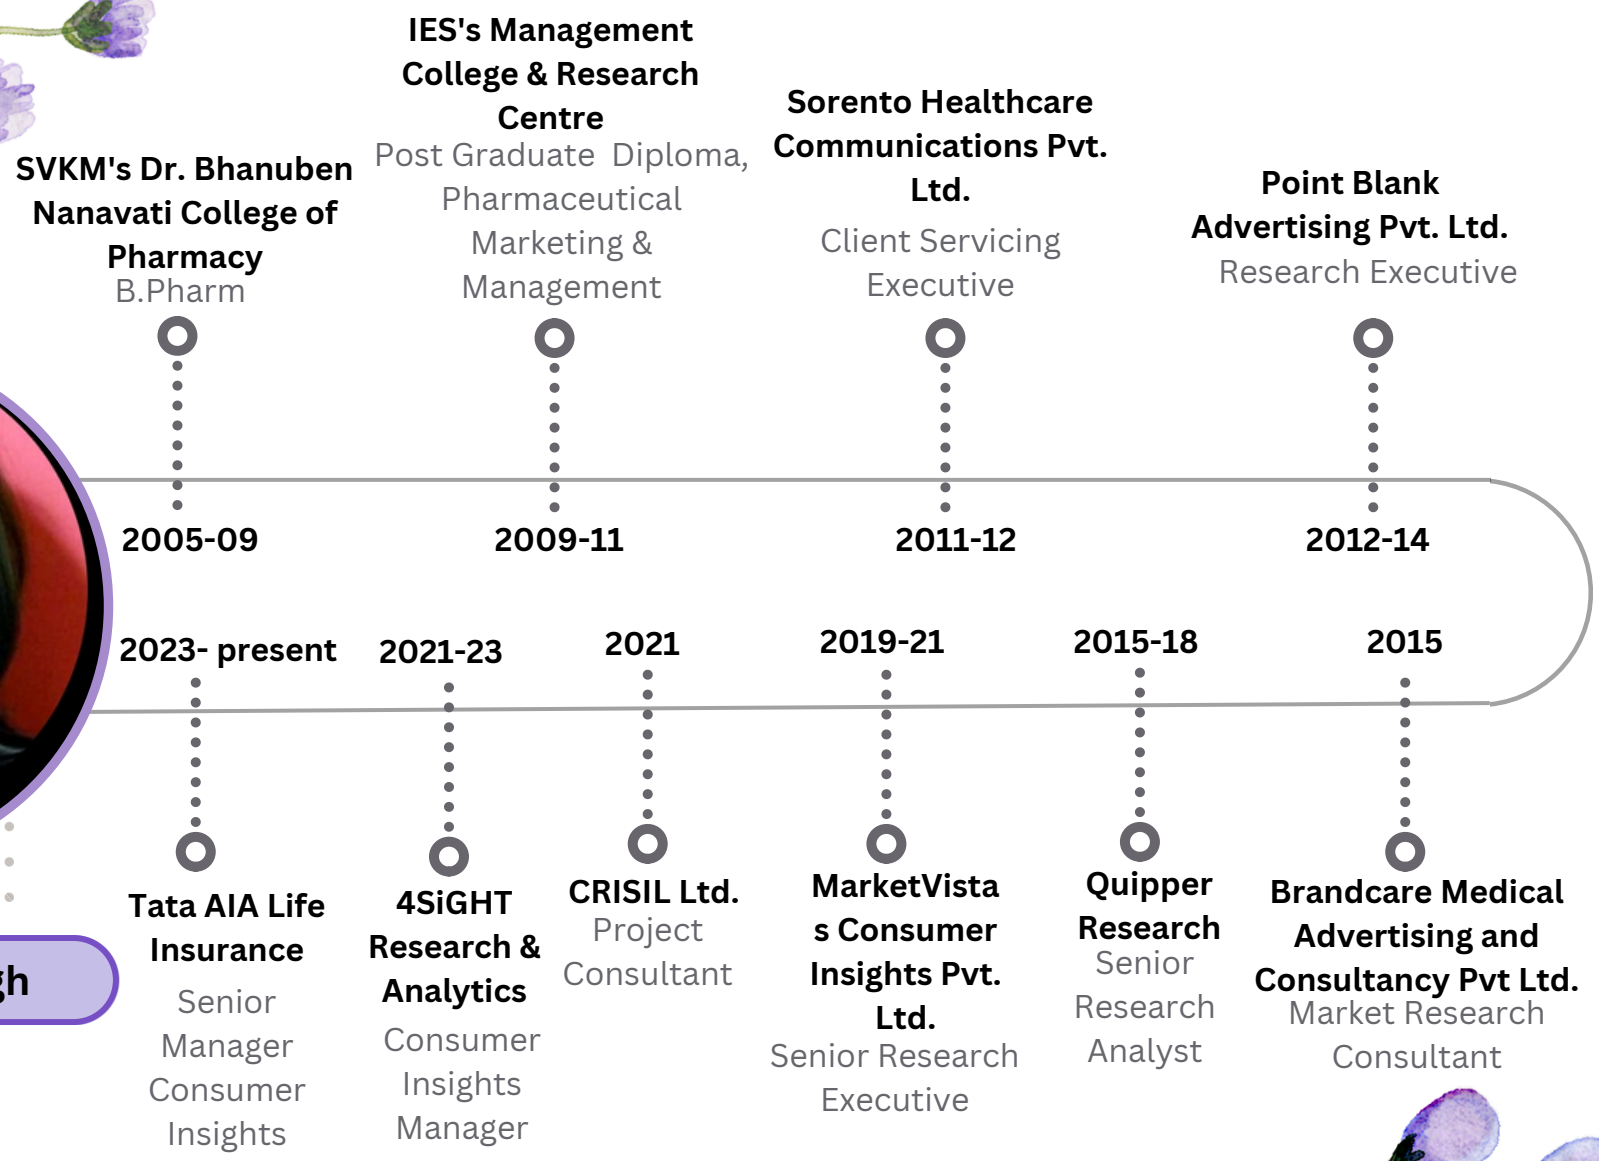 SVKM's Dr. Bhanuben
Nanavati College of
Pharmacy
B.Pharm
2005-09
IES's Management
College & Research
Centre
Post Graduate  Diploma,
Pharmaceutical
Marketing &
Management
2009-11
Sorento Healthcare
Communications Pvt.
Ltd.
Client Servicing
Executive
2011-12
Point Blank
Advertising Pvt. Ltd.
Research Executive
2012-14
2023- present
Tata AIA Life
Insurance
Senior
Manager
Consumer
Insights
2021-23
4SiGHT
Research &
Analytics
Consumer
Insights
Manager
2021
CRISIL Ltd.
Project
Consultant
2019-21
MarketVista
s Consumer
Insights Pvt.
Ltd.
Senior Research
Executive
2015-18
Quipper
Research
Senior
Research
Analyst
2015
Brandcare Medical
Advertising and
Consultancy Pvt Ltd.
Market Research
Consultant